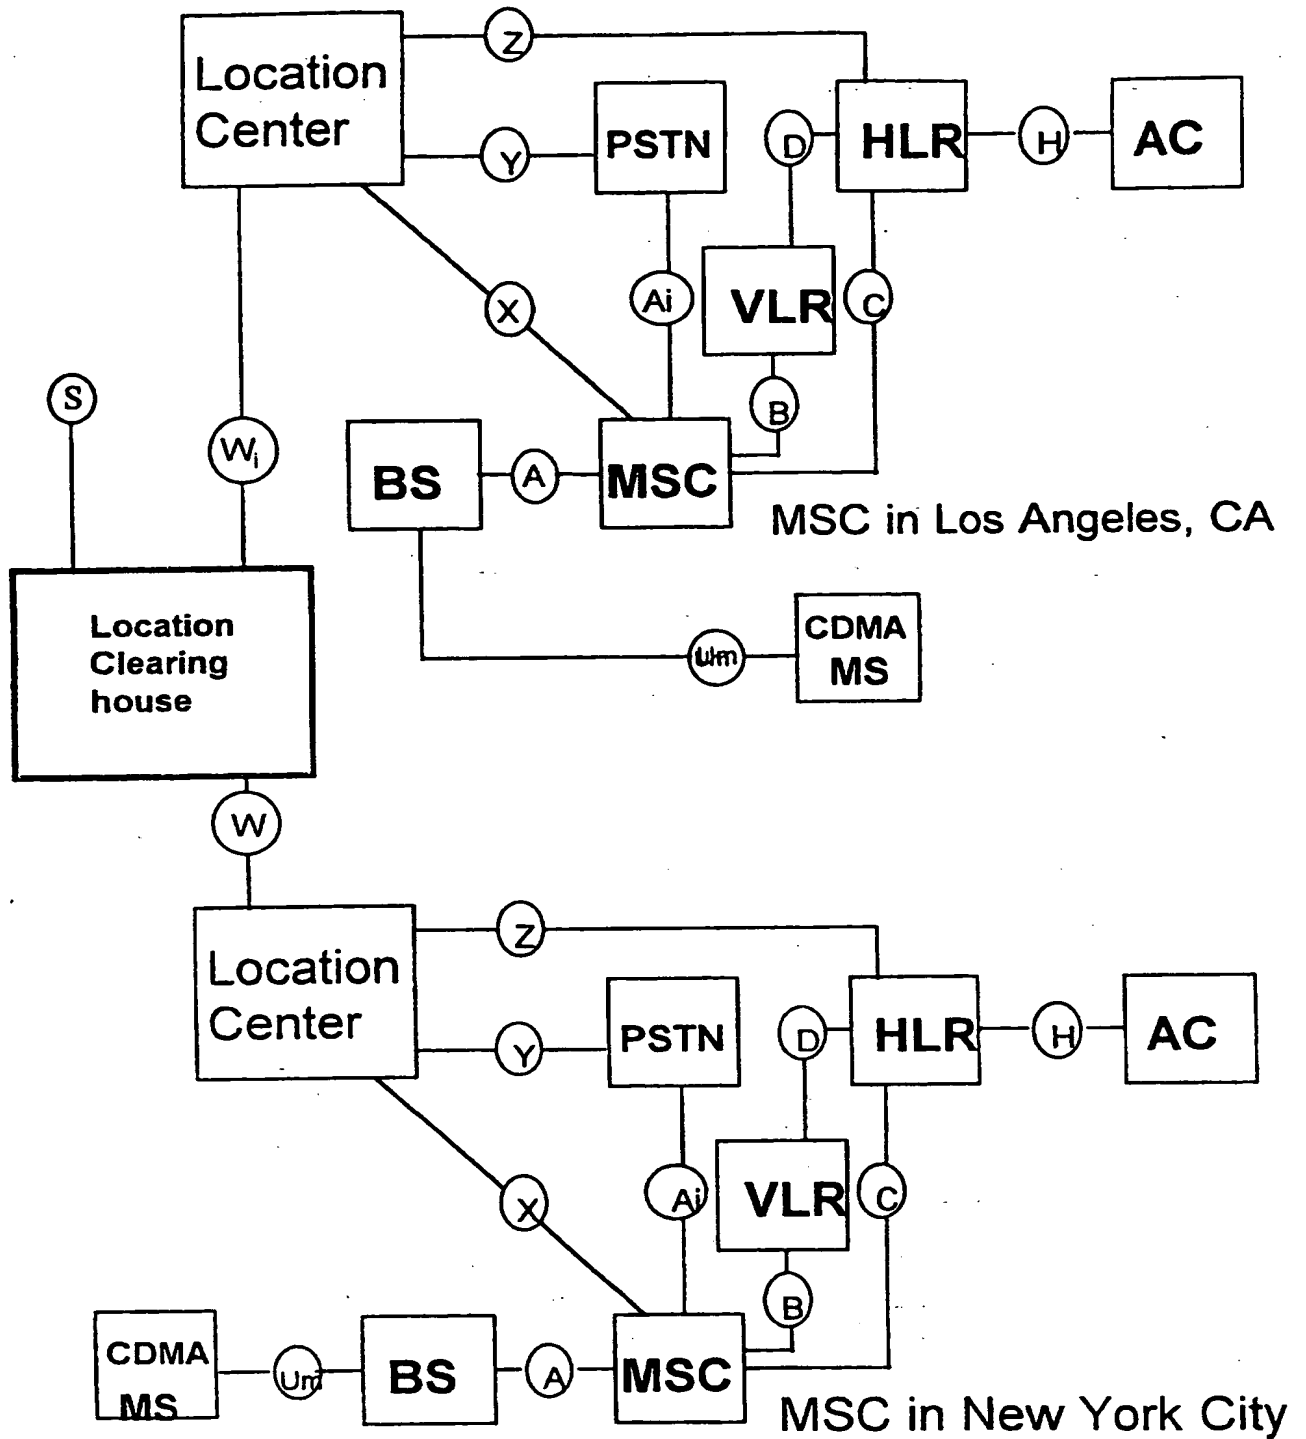 Location
Center
Z
Y
PSTN
D
HLR
H
AC
X
Ai
VLR
C
S
Wi
B
BS
A
MSC
MSC in Los Angeles, CA
Location
Clearing
house
Um
CDMA
MS
W
Location
Center
Z
Y
PSTN
D
HLR
H
AC
X
Ai
VLR
C
B
CDMA
MS
Um
BS
A
MSC
MSC in New York City